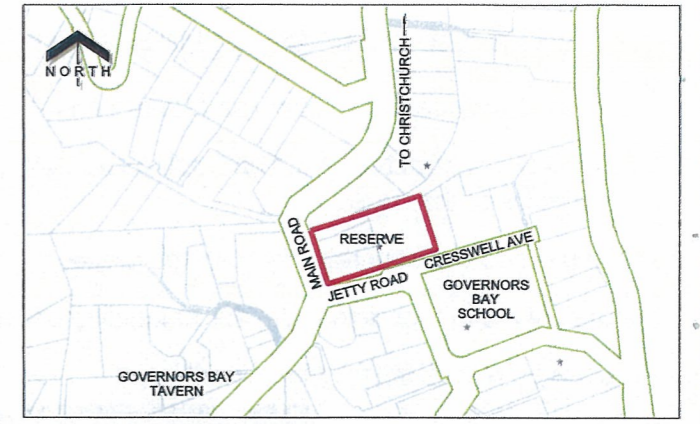 NORTH
TO CHRISTCHURCH
MAIN ROAD
RESERVE
CRESSWELL AVE
JETTY ROAD
GOVERNORS
BAY
SCHOOL
GOVERNORS BAY
TAVERN